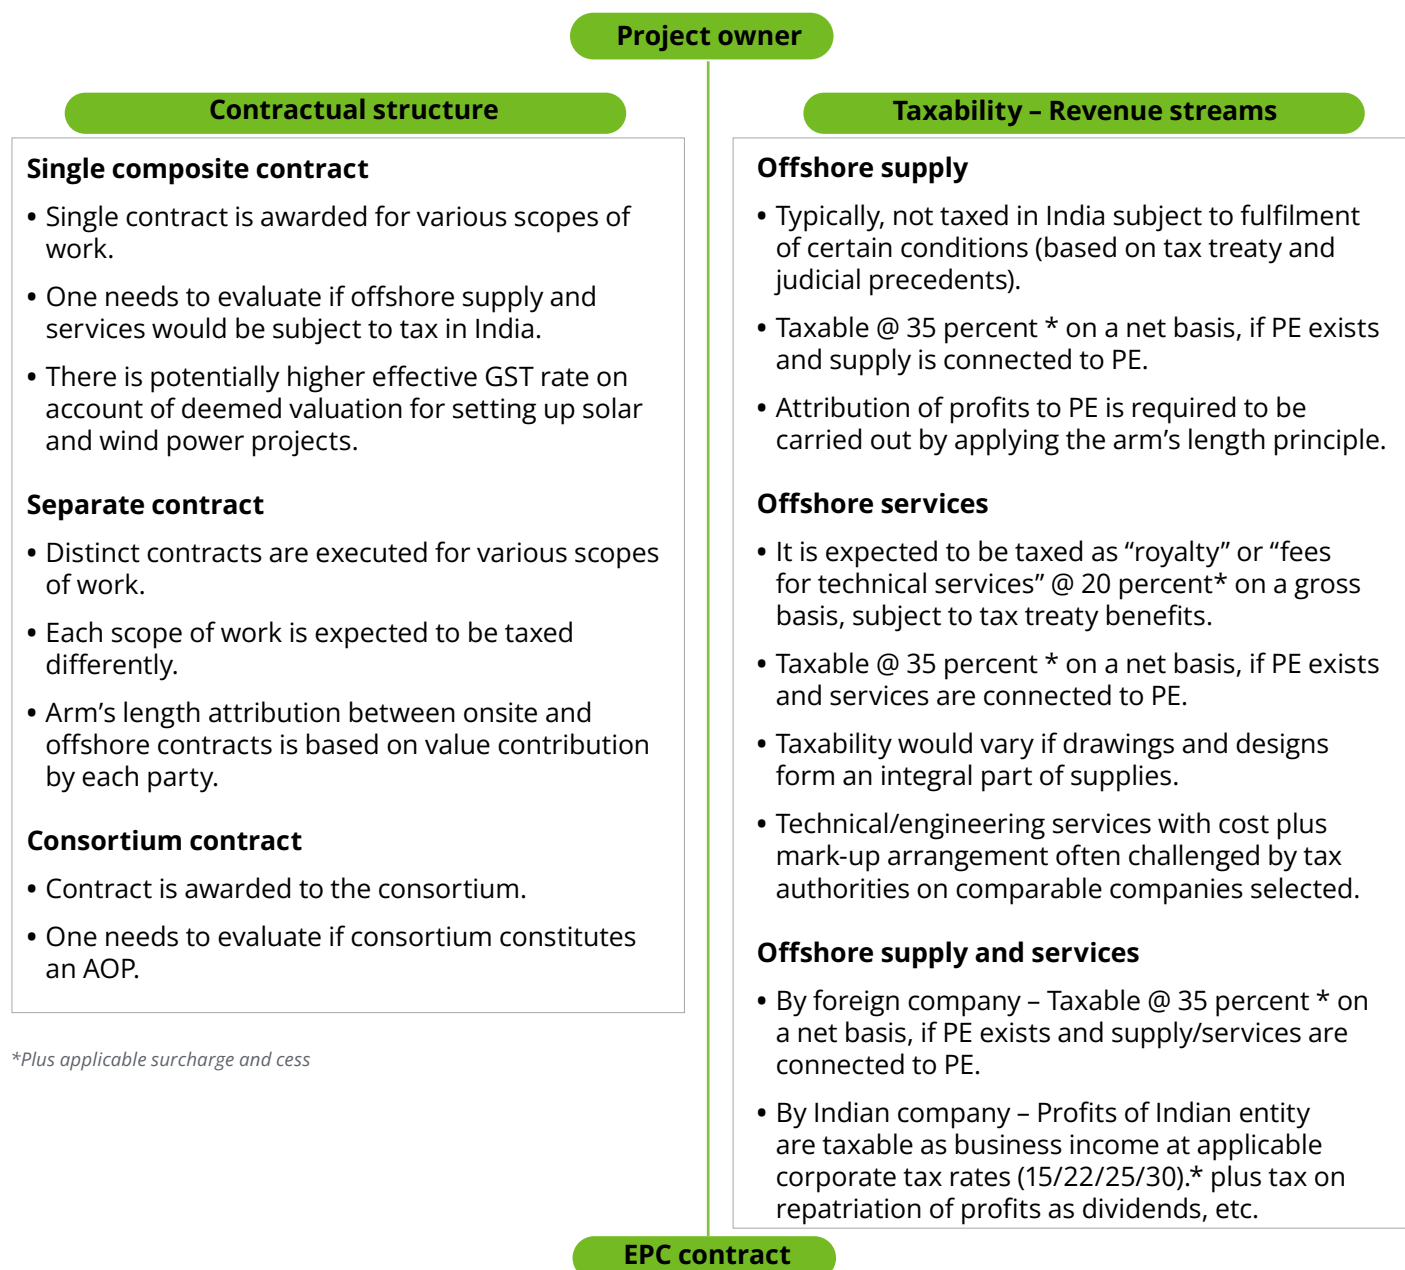 Project owner
Contractual structure
Single composite contract
• Single contract is awarded for various scopes of
work.
• One needs to evaluate if offshore supply and
services would be subject to tax in India.
• There is potentially higher effective GST rate on
account of deemed valuation for setting up solar
and wind power projects.
Separate contract
• Distinct contracts are executed for various scopes
of work.
• Each scope of work is expected to be taxed
differently.
• Arm’s length attribution between onsite and
offshore contracts is based on value contribution
by each party.
Consortium contract
• Contract is awarded to the consortium.
• One needs to evaluate if consortium constitutes
an AOP.
*Plus applicable surcharge and cess
Taxability – Revenue streams
Offshore supply
• Typically, not taxed in India subject to fulfilment
of certain conditions (based on tax treaty and
judicial precedents).
• Taxable @ 35 percent * on a net basis, if PE exists
and supply is connected to PE.
• Attribution of profits to PE is required to be
carried out by applying the arm’s length principle.
Offshore services
• It is expected to be taxed as “royalty” or “fees
for technical services” @ 20 percent* on a gross
basis, subject to tax treaty benefits.
• Taxable @ 35 percent * on a net basis, if PE exists
and services are connected to PE.
• Taxability would vary if drawings and designs
form an integral part of supplies.
• Technical/engineering services with cost plus
mark-up arrangement often challenged by tax
authorities on comparable companies selected.
Offshore supply and services
• By foreign company – Taxable @ 35 percent * on
a net basis, if PE exists and supply/services are
connected to PE.
• By Indian company – Profits of Indian entity
are taxable as business income at applicable
corporate tax rates (15/22/25/30).* plus tax on
repatriation of profits as dividends, etc.
EPC contract